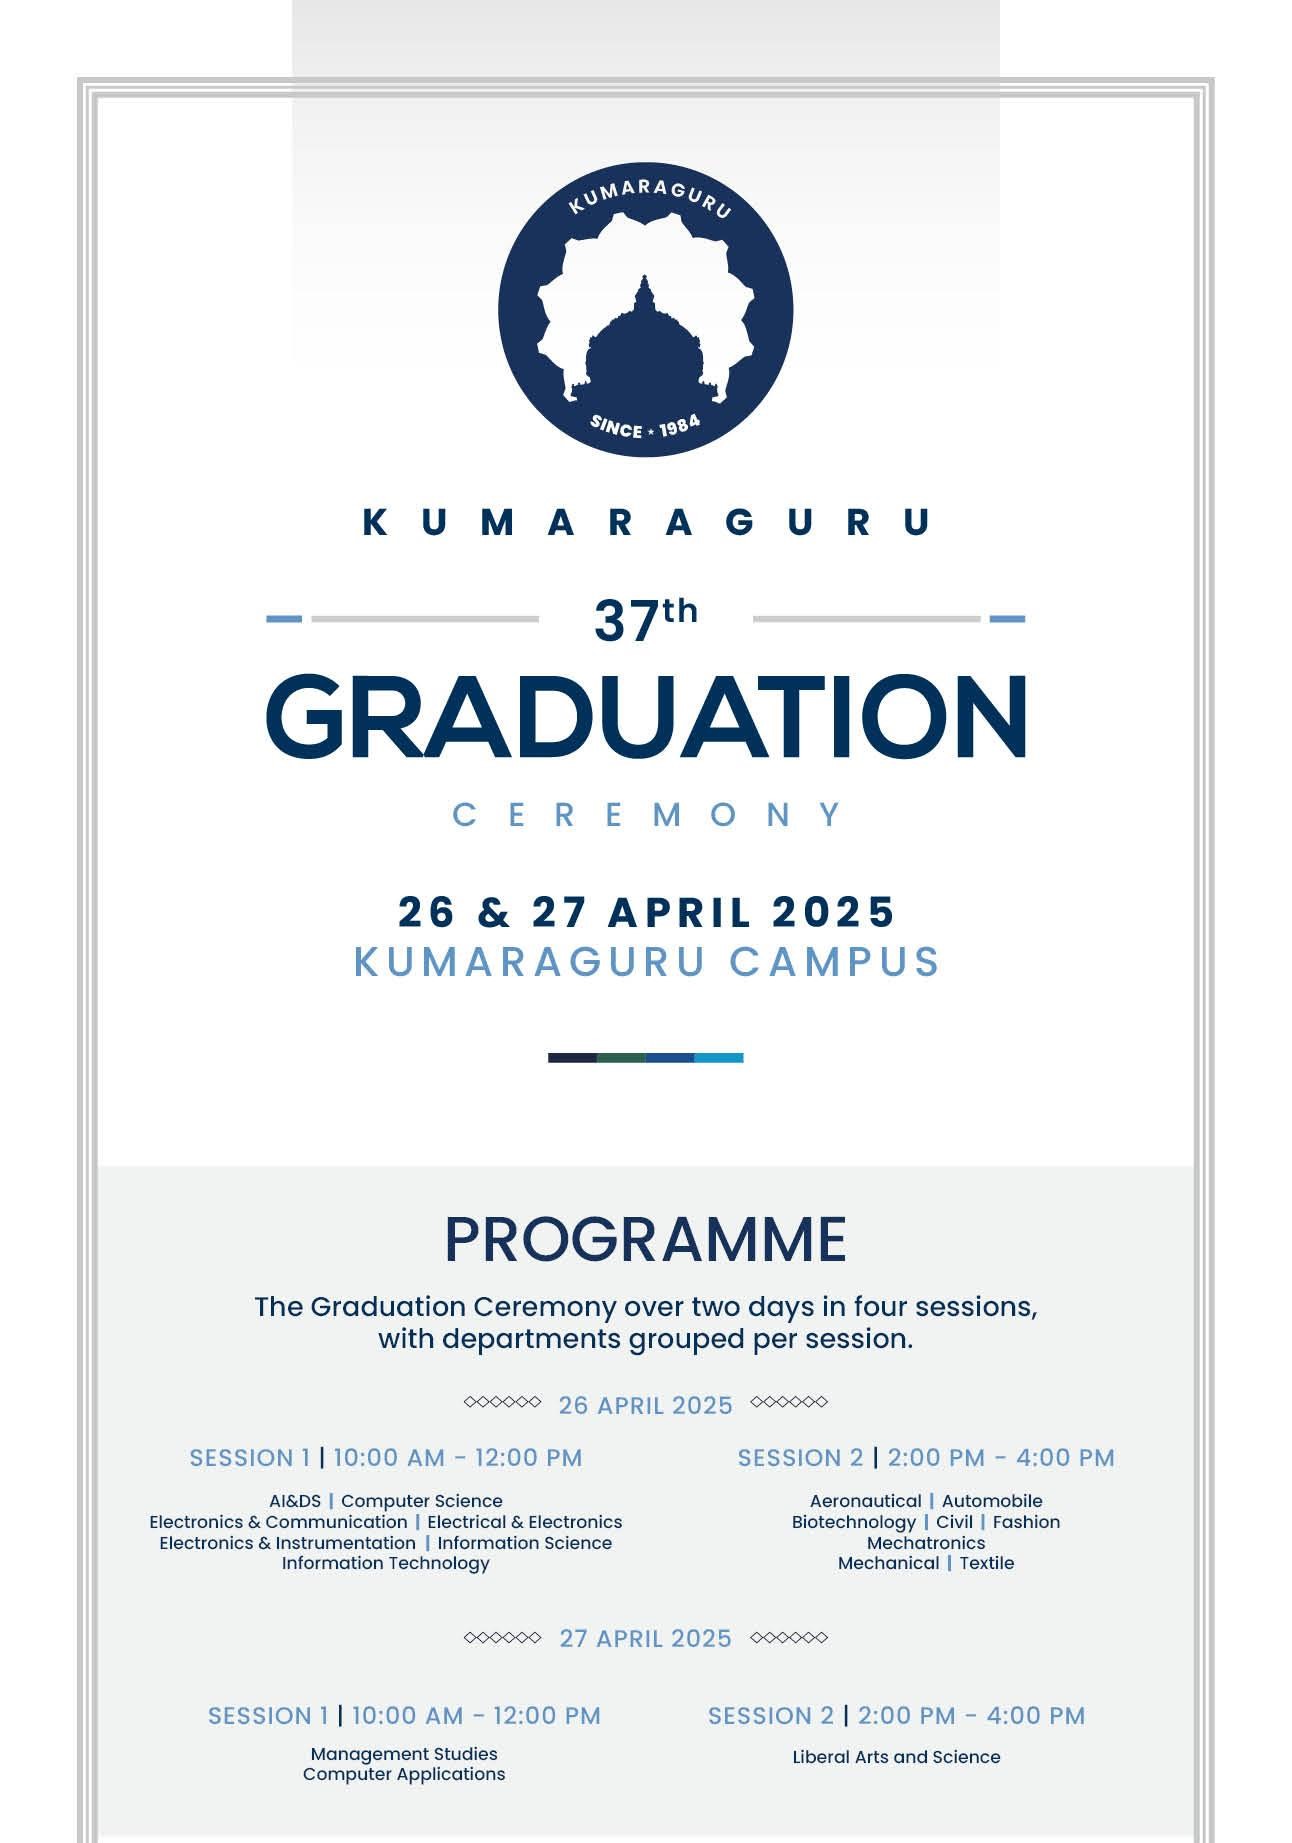 KUMARAGURU
SINCE ★ 1984
KUMARAGURU
37th
GRADUATION
CEREMONY
26 & 27 APRIL 2025
KUMARAGURU CAMPUS
PROGRAMME
The Graduation Ceremony over two days in four sessions,
with departments grouped per session.
26 APRIL 2025
SESSION 1 | 10:00 AM - 12:00 PM
AI&DS | Computer Science
Electronics & Communication | Electrical & Electronics
Electronics & Instrumentation | Information Science
Information Technology
SESSION 2 | 2:00 PM - 4:00 PM
Aeronautical | Automobile
Biotechnology | Civil | Fashion
Mechatronics
Mechanical | Textile
27 APRIL 2025
SESSION 1 | 10:00 AM - 12:00 PM
Management Studies
Computer Applications
SESSION 2 | 2:00 PM - 4:00 PM
Liberal Arts and Science